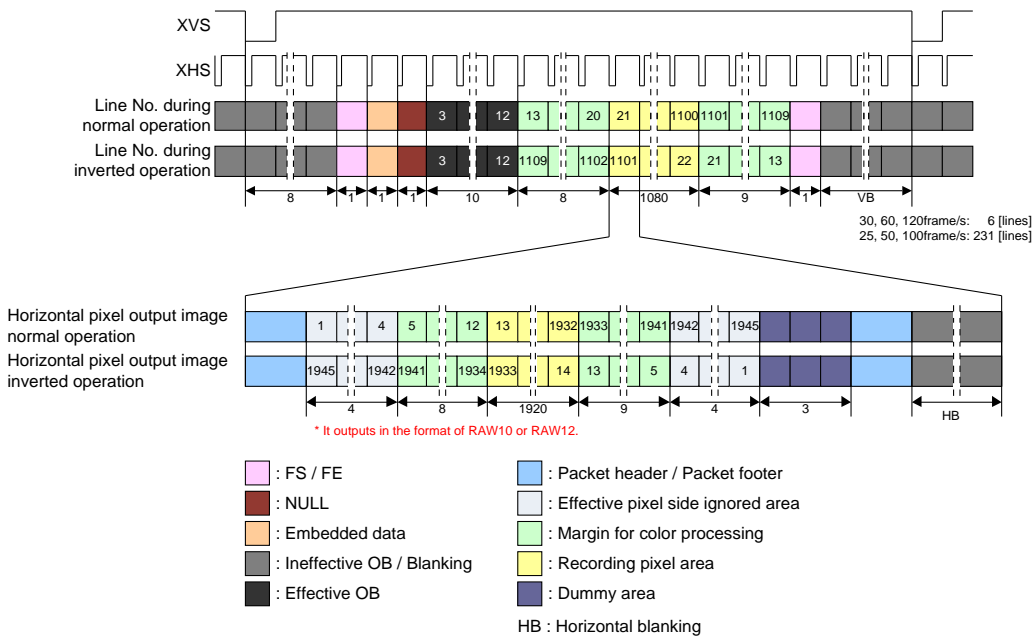 XVS
XHS
Line No. during
normal operation
3 12 13 20 21 1100 1101 1109
Line No. during
inverted operation
3 12 1109 1102 1101 22 21 13
8 1 1 1 10 8 1080 9 1 VB
30, 60, 120frame/s: 6 [lines]
25, 50, 100frame/s: 231 [lines]
Horizontal pixel output image
normal operation
1 4 5 12 13 1932 1933 1941 1942 1945
Horizontal pixel output image
inverted operation
1945 1942 1941 1934 1933 14 13 5 4 1
4 8 1920 9 4 3 HB
* It outputs in the format of RAW10 or RAW12.
: FS / FE
: NULL
: Embedded data
: Ineffective OB / Blanking
: Effective OB
: Packet header / Packet footer
: Effective pixel side ignored area
: Margin for color processing
: Recording pixel area
: Dummy area
HB : Horizontal blanking